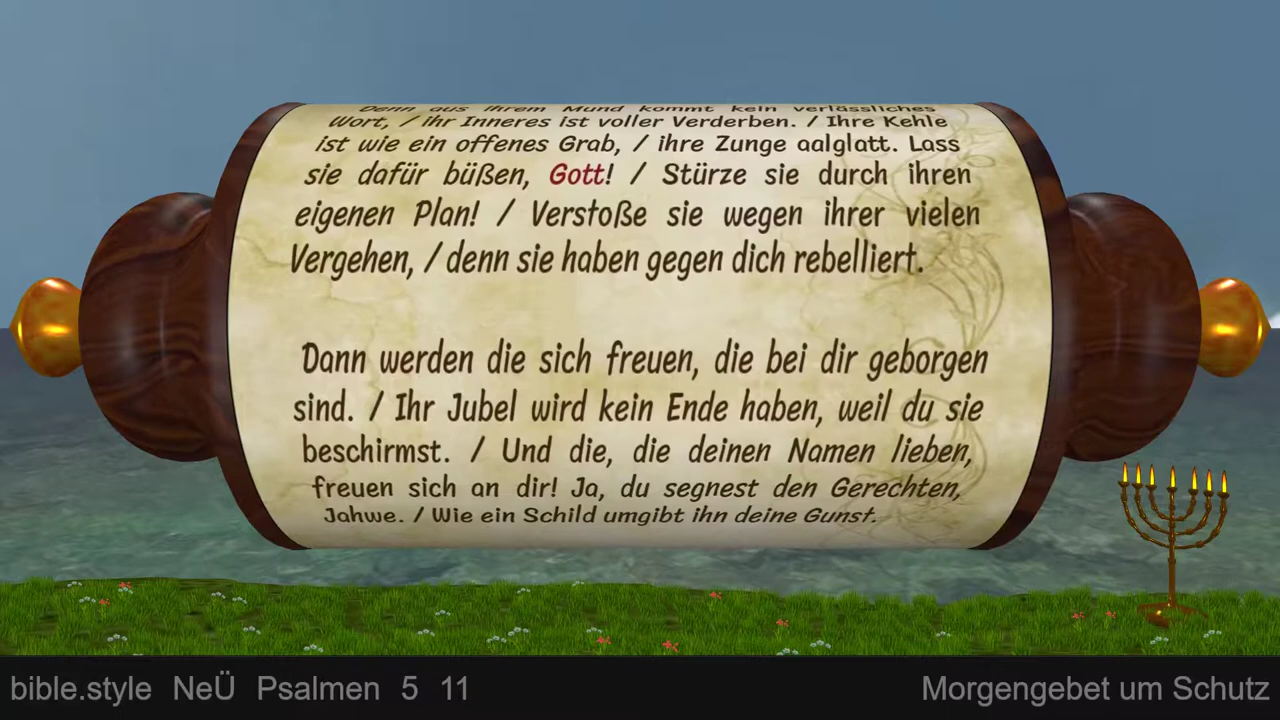 Denn aus ihrem Mund kommt kein verlässliches
Wort, / ihr Inneres ist voller Verderben. / Ihre Kehle
ist wie ein offenes Grab, / ihre Zunge aalglatt. Lass
sie dafür büßen, Gott! / Stürze sie durch ihren
eigenen Plan! / Verstoße sie wegen ihrer vielen
Vergehen, / denn sie haben gegen dich rebelliert.
Dann werden die sich freuen, die bei dir geborgen
sind. / Ihr Jubel wird kein Ende haben, weil du sie
beschirmst. / Und die, die deinen Namen lieben,
freuen sich an dir! Ja, du segnest den Gerechten,
Jahwe. / Wie ein Schild umgibt ihn deine Gunst.
bible.style NeÜ Psalmen 5 11
Morgengebet um Schutz